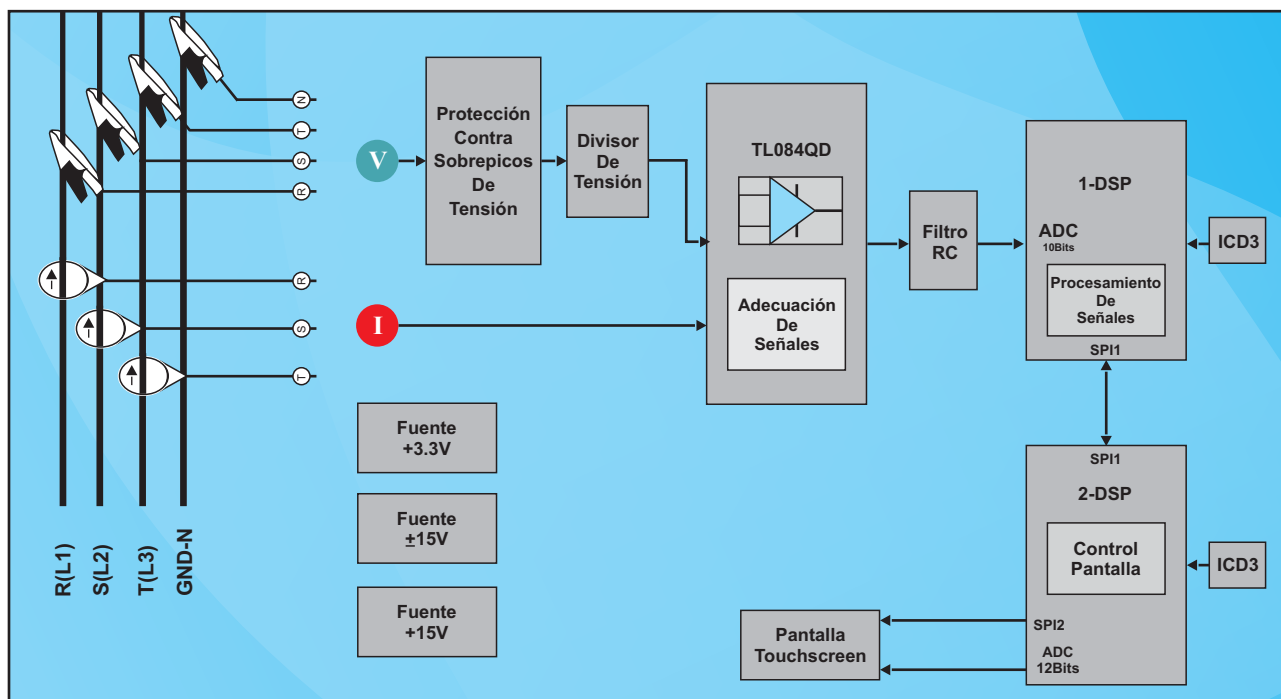 N
T
S
R
R
S
T
R(L1)
S(L2)
T(L3)
GND-N
V
I
Protección
Contra
Sobrepicos
De
Tensión
Divisor
De
Tensión
TL084QD
Adecuación
De
Señales
Filtro
RC
1-DSP
ADC
10Bits
Procesamiento
De
Señales
SPI1
ICD3
Fuente
+3.3V
Fuente
±15V
Fuente
+15V
SPI1
2-DSP
Control
Pantalla
ICD3
SPI2
ADC
12Bits
Pantalla
Touchscreen